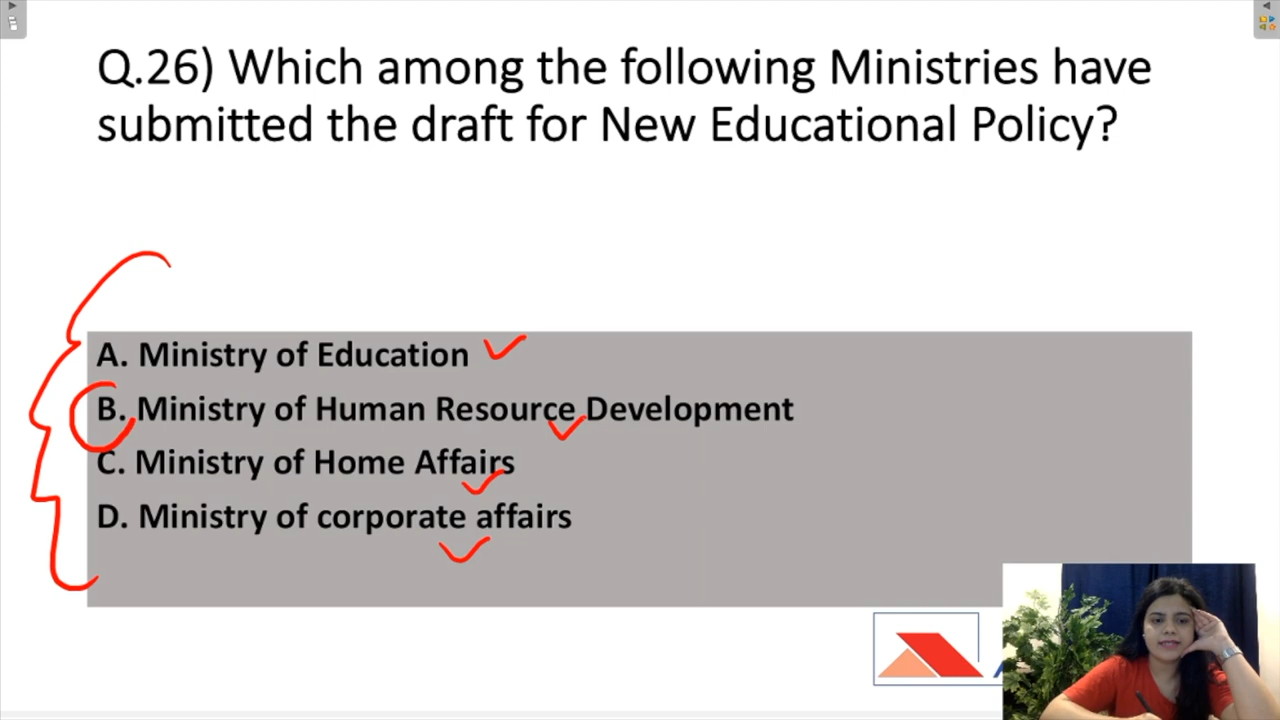 Q.26) Which among the following Ministries have
submitted the draft for New Educational Policy?
A. Ministry of Education
B. Ministry of Human Resource Development
C. Ministry of Home Affairs
D. Ministry of corporate affairs